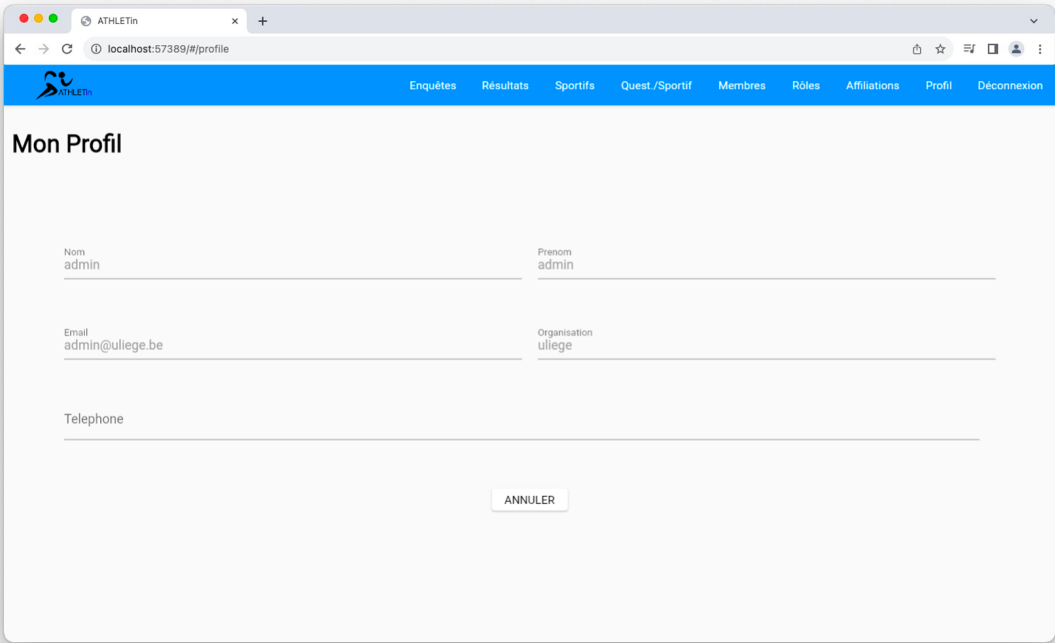 ATHLETin
localhost:57389/#/profile
ATHLETin
Enquêtes Résultats Sportifs Quest./Sportif Membres Rôles Affiliations Profil Déconnexion
Mon Profil
Nom Prenom
admin admin
Email Organisation
admin@uliege.be uliege
Telephone
ANNULER